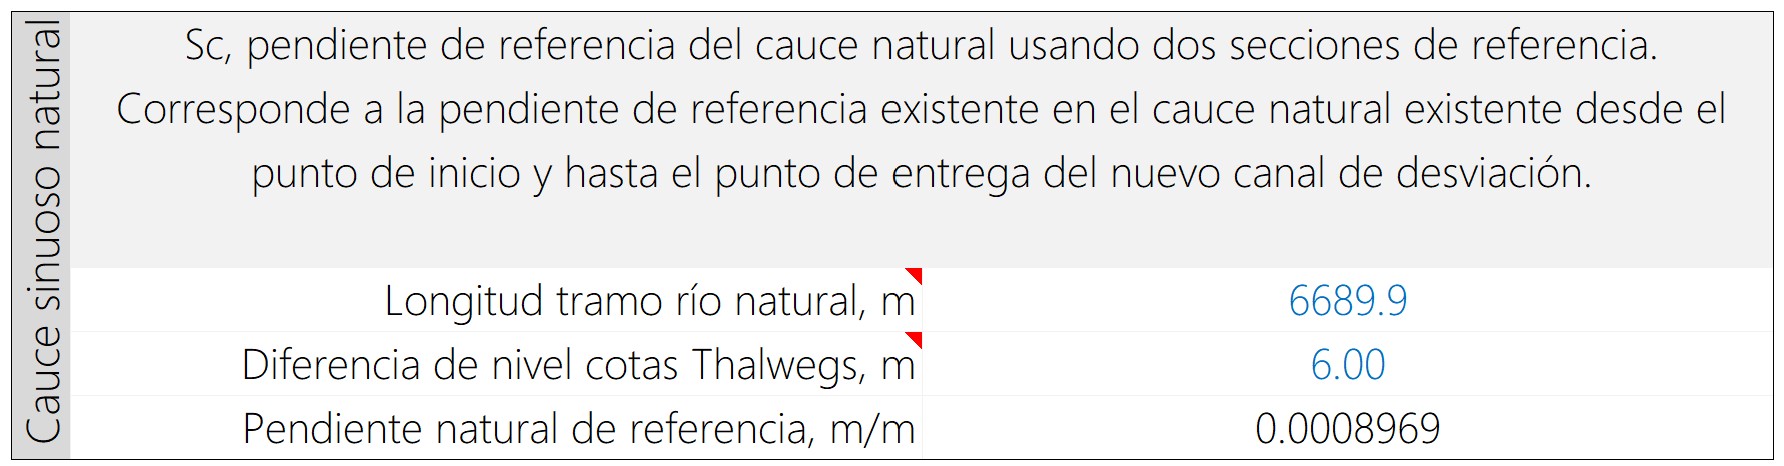 Cauce sinuoso natural
Sc, pendiente de referencia del cauce natural usando dos secciones de referencia.
Corresponde a la pendiente de referencia existente en el cauce natural existente desde el
punto de inicio y hasta el punto de entrega del nuevo canal de desviación.
Longitud tramo río natural, m 6689.9
Diferencia de nivel cotas Thalwegs, m 6.00
Pendiente natural de referencia, m/m 0.0008969